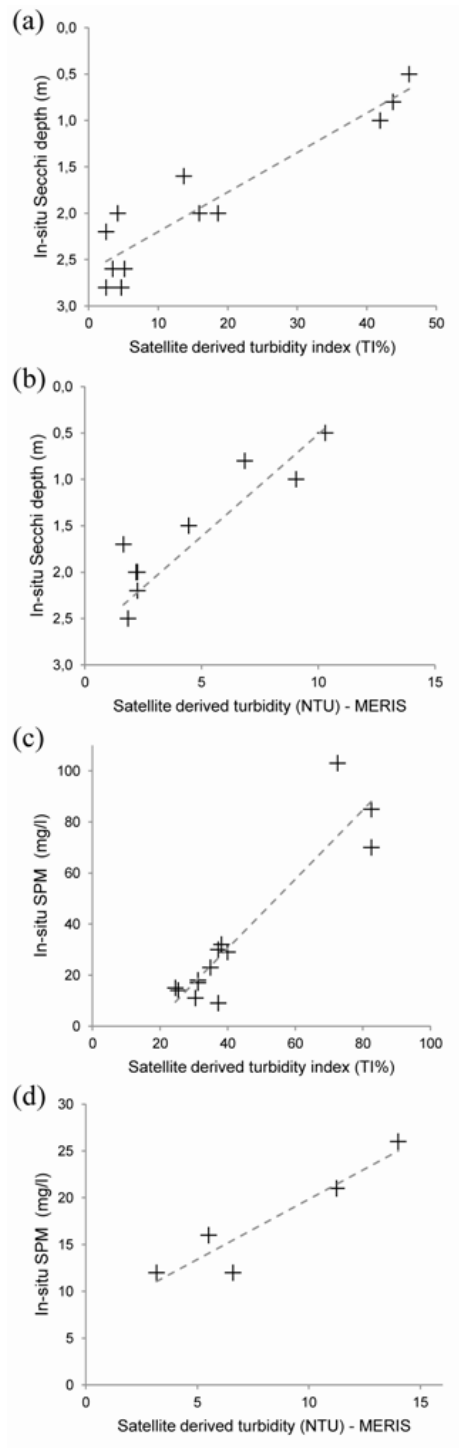 (a)
0,0
0,5
1,0
1,5
2,0
2,5
3,0
In-situ Secchi depth (m)
0 10 20 30 40 50
Satellite derived turbidity index (TI%)
(b)
0,0
0,5
1,0
1,5
2,0
2,5
3,0
In-situ Secchi depth (m)
0 5 10 15
Satellite derived turbidity (NTU) - MERIS
(c)
100
80
60
40
20
0
In-situ SPM (mg/l)
0 20 40 60 80 100
Satellite derived turbidity index (TI%)
(d)
30
25
20
15
10
5
0
In-situ SPM (mg/l)
0 5 10 15
Satellite derived turbidity (NTU) - MERIS